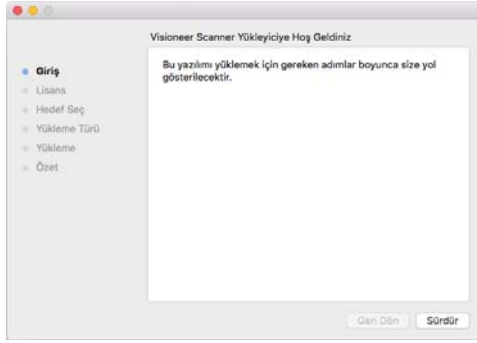 Visioneer Scanner Yükleyiciye Hoş Geldiniz
Giriş
Lisans
Hedef Seç
Yükleme Türü
Yükleme
Özet
Bu yazılımı yüklemek için gereken adımlar boyunca size yol
gösterilecektir.
Geri Dön
Sürdür